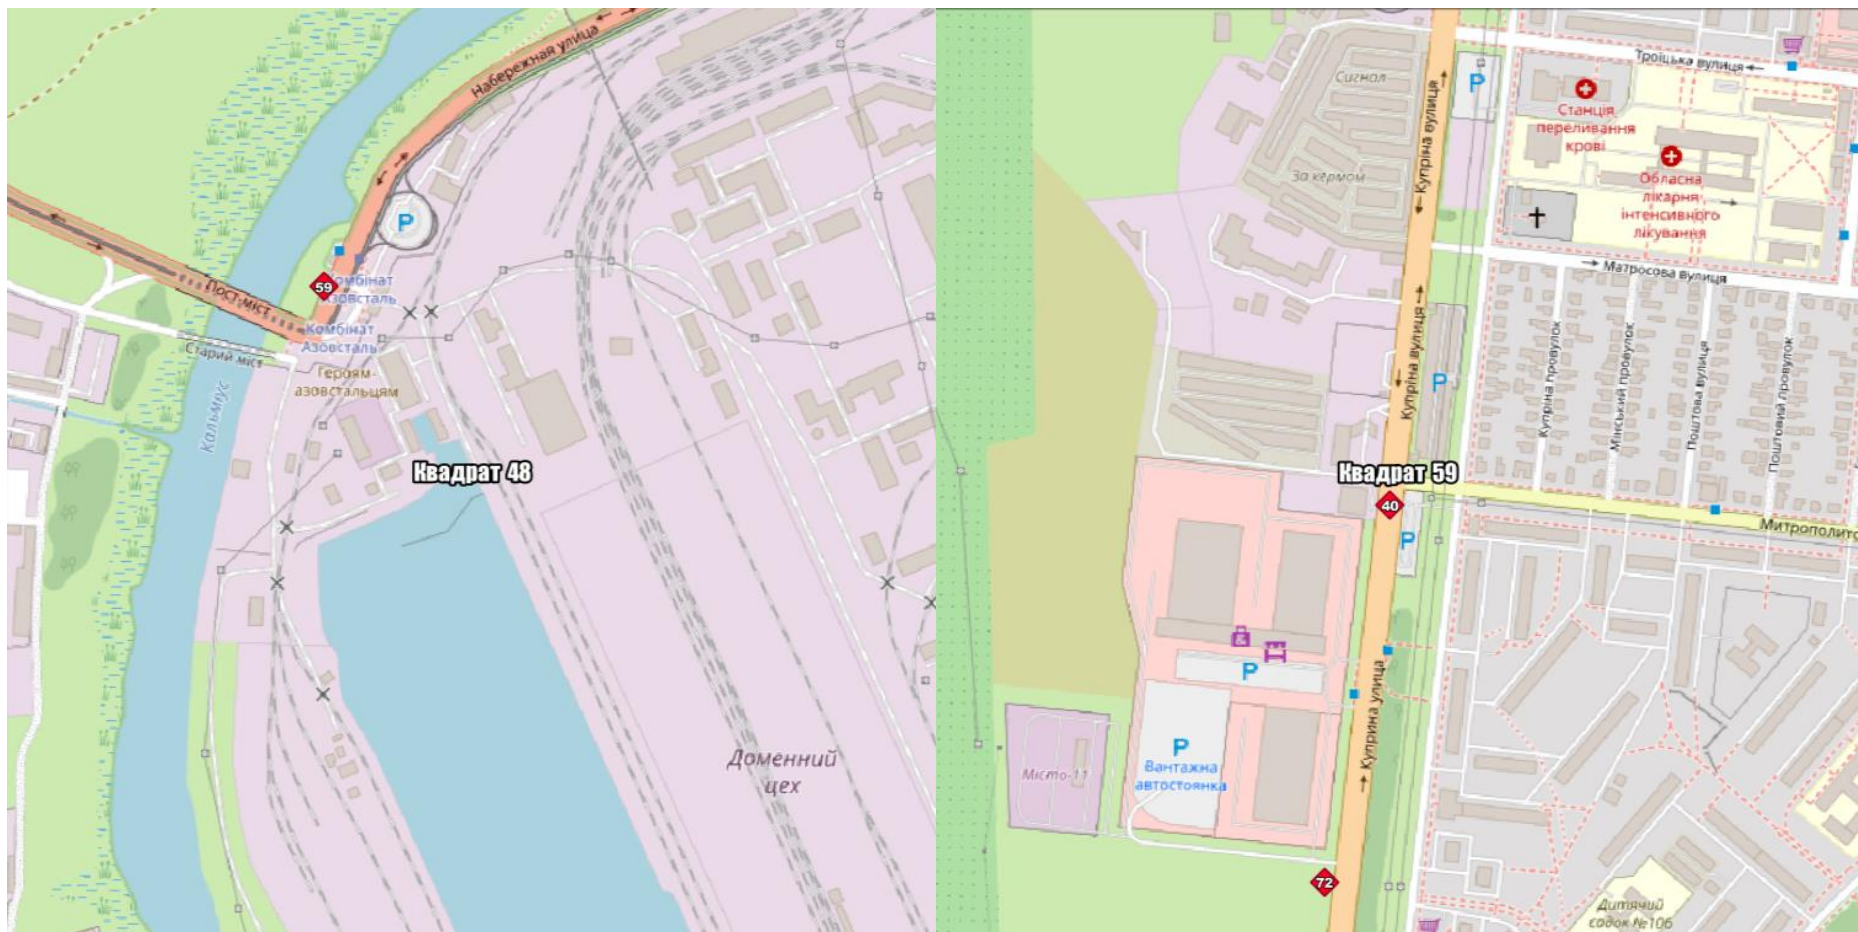 Набережная улица
P
59
Комбінат
Азовсталь
Пост-міст
Комбінат
Азовсталь
Старий міст
Героям-
азовстальцям
Кальміус
Квадрат 48
Доменний
цех
Сигнал
P
Купріна вулиця
Троїцька вулиця
Станція
переливання
крові
За кермом
Купріна вулиця
Обласна
лікарня
інтенсивного
лікування
Матросова вулиця
Купріна вулиця
P
Купріна провулок
Мінський провулок
Поштова вулиця
Поштовий провулок
Квадрат 59
40
P
Митрополитс
P
Куприна улица
P
Вантажна
автостоянка
Місто-11
72
Дитячий
садок №106